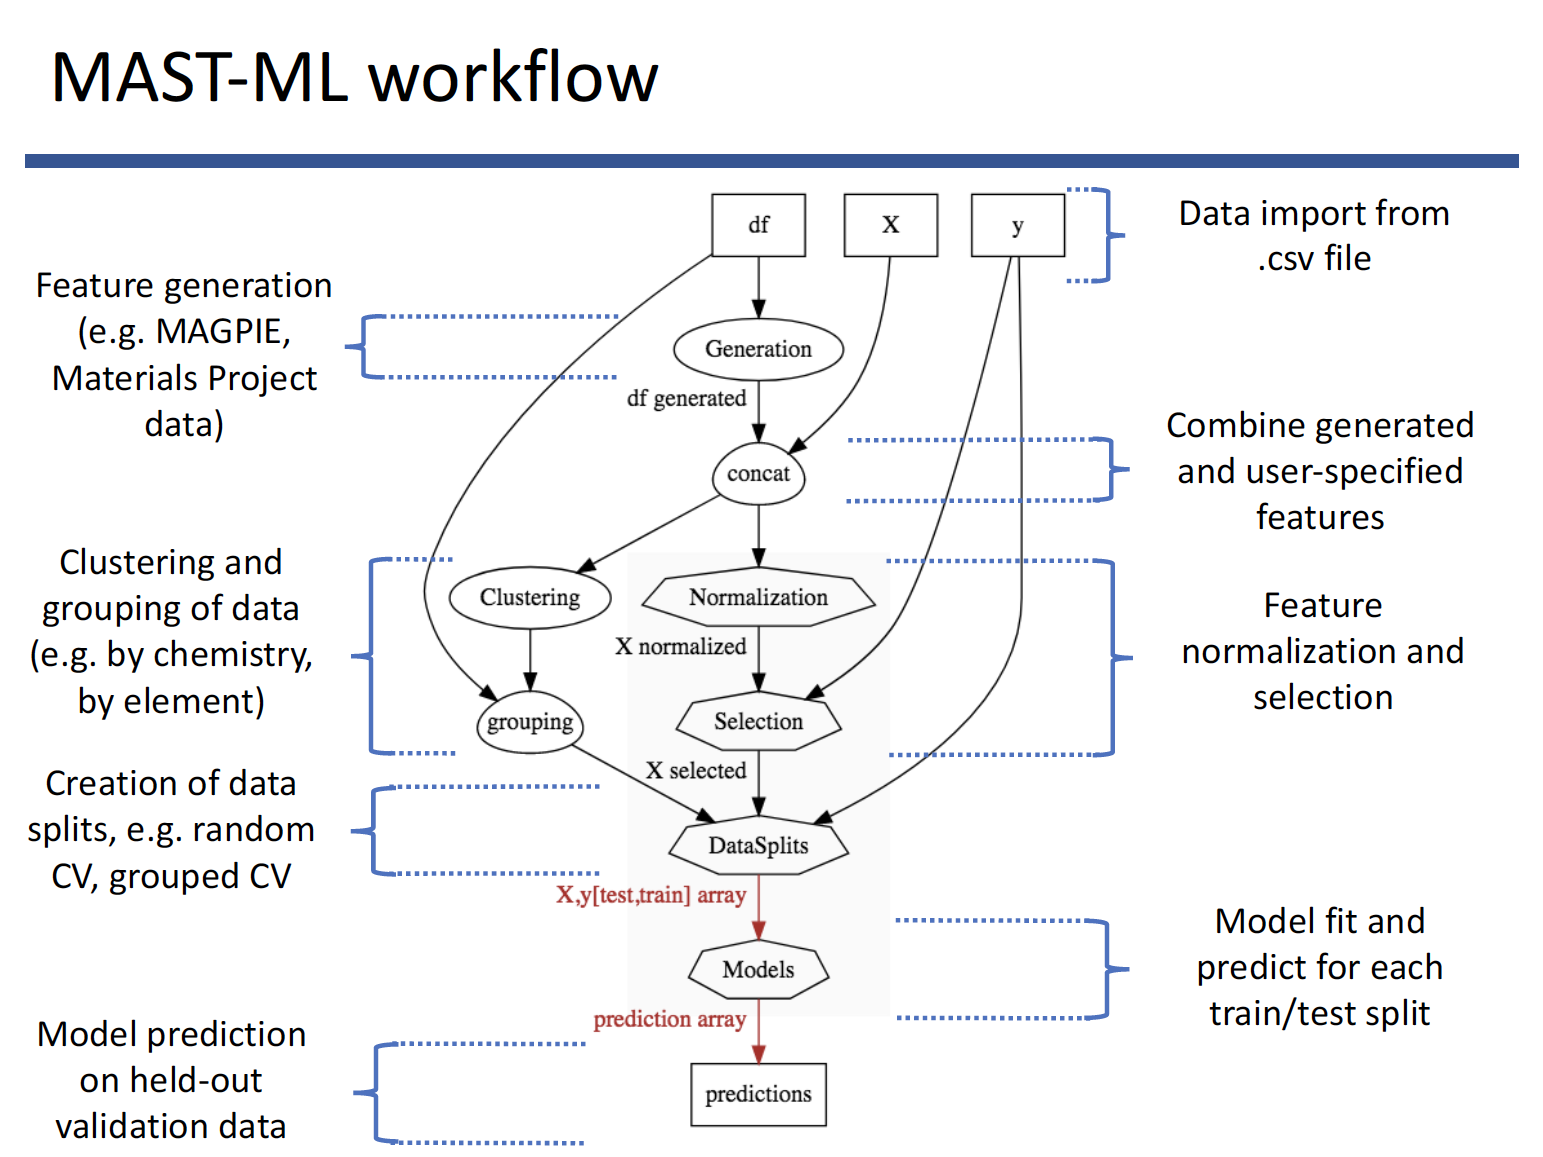 MAST-ML workflow
df
X
y
Data import from
.csv file
Feature generation
(e.g. MAGPIE,
Materials Project
data)
Generation
df generated
concat
Combine generated
and user-specified
features
Clustering and
grouping of data
(e.g. by chemistry,
by element)
Clustering
Normalization
X normalized
grouping
Selection
X selected
Feature
normalization and
selection
Creation of data
splits, e.g. random
CV, grouped CV
DataSplits
X,y[test,train] array
Models
prediction array
Model fit and
predict for each
train/test split
Model prediction
on held-out
validation data
predictions